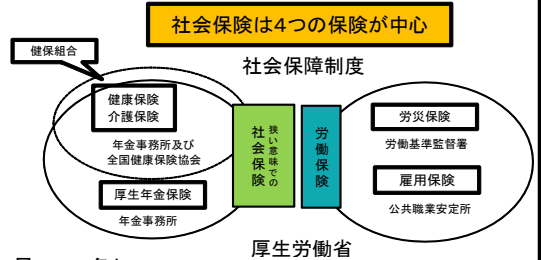 社会保険は４つの保険が中心
健保組合
社会保障制度
健康保険
介護保険
年金事務所及び
全国健康保険協会
厚生年金保険
年金事務所
狭い意味での
社会保険
労働保険
労災保険
労働基準監督署
雇用保険
公共職業安定所
厚生労働省